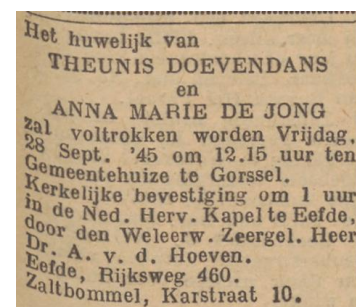 Het huwelijk van
THEUNIS DOEVENDANS
en
ANNA MARIE DE JONG
zal voltrokken worden Vrijdag,
28 Sept. '45 om 12.15 uur ten
Gemeentehuize te Gorssel.
Kerkelijke bevestiging om 1 uur
in de Ned. Herv. Kapel te Eefde,
door den Weleerw. Zeergel. Heer
Dr. A. v. d. Hoeven.
Eefde, Rijksweg 460.
Zaltbommel, Karstraat 10.